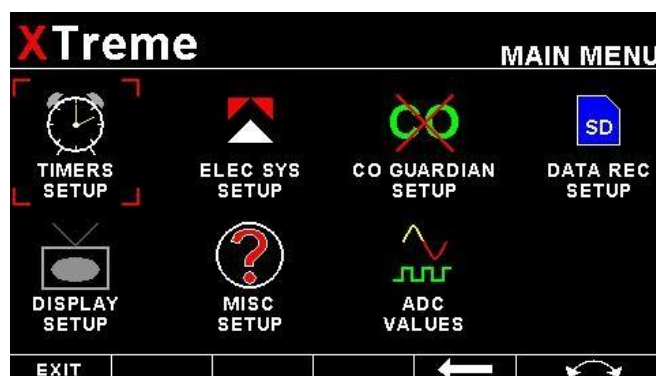 XTreme
MAIN MENU
TIMERS
SETUP
ELEC SYS
SETUP
CO
CO GUARDIAN
SETUP
SD
DATA REC
SETUP
DISPLAY
SETUP
?
MISC
SETUP
ADC
VALUES
EXIT